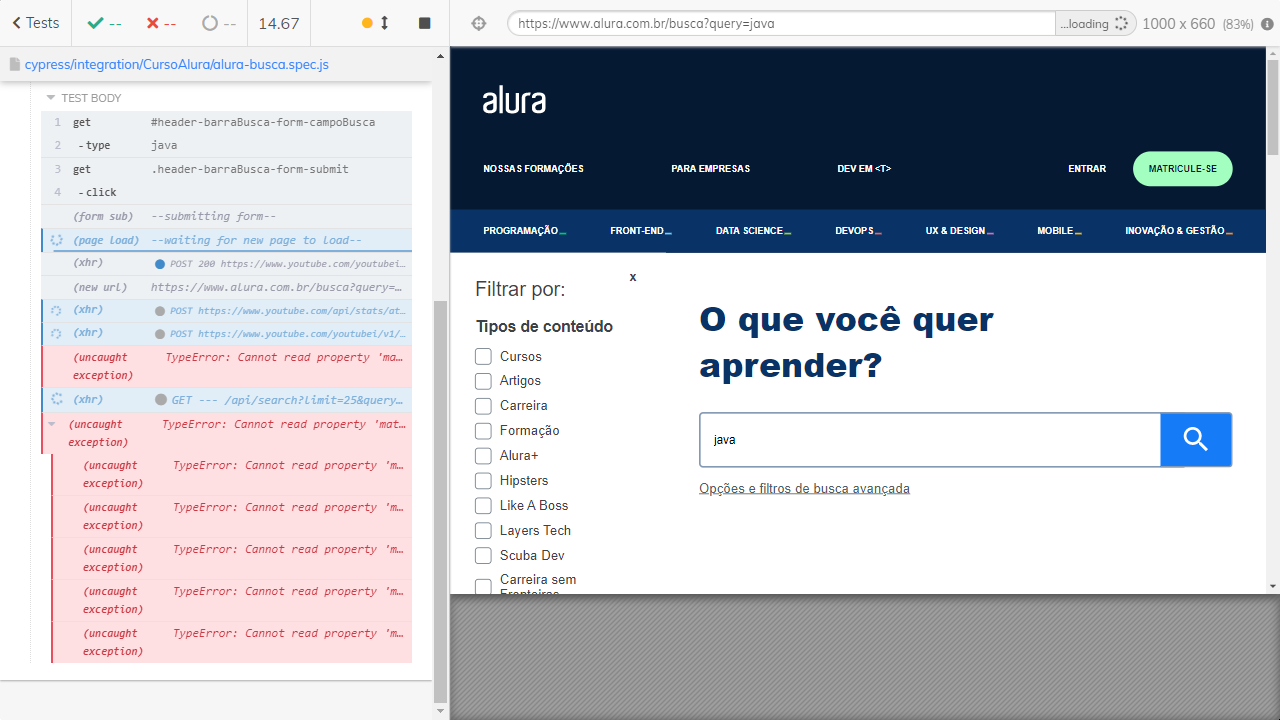 Tests
--
--
--
14.67
https://www.alura.com.br/busca?query=java
...loading
1000 x 660 (83%)
cypress/integration/CursoAlura/alura-busca.spec.js
TEST BODY
1 get #header-barraBusca-form-campoBusca
2 -type java
3 get .header-barraBusca-form-submit
4 -click
(form sub) --submitting form--
(page load) --waiting for new page to load--
(xhr) POST 200 https://www.youtube.com/youtubei…
(new url) https://www.alura.com.br/busca?query=…
(xhr) POST https://www.youtube.com/api/stats/at…
(xhr) POST https://www.youtube.com/youtubei/v1/…
(uncaught TypeError: Cannot read property 'ma…
exception)
(xhr) GET --- /api/search?limit=25&query…
(uncaught TypeError: Cannot read property 'mat…
exception)
(uncaught TypeError: Cannot read property 'm…
exception)
(uncaught TypeError: Cannot read property 'm…
exception)
(uncaught TypeError: Cannot read property 'm…
exception)
(uncaught TypeError: Cannot read property 'm…
exception)
(uncaught TypeError: Cannot read property 'm…
exception)
alura
NOSSAS FORMAÇÕES PARA EMPRESAS DEV EM <T> ENTRAR MATRICULE-SE
PROGRAMAÇÃO_ FRONT-END_ DATA SCIENCE_ DEVOPS_ UX & DESIGN_ MOBILE_ INOVAÇÃO & GESTÃO_
x
Filtrar por:
Tipos de conteúdo
Cursos
Artigos
Carreira
Formação
Alura+
Hipsters
Like A Boss
Layers Tech
Scuba Dev
Carreira sem
Fronteiras
O que você quer
aprender?
java
Opções e filtros de busca avançada